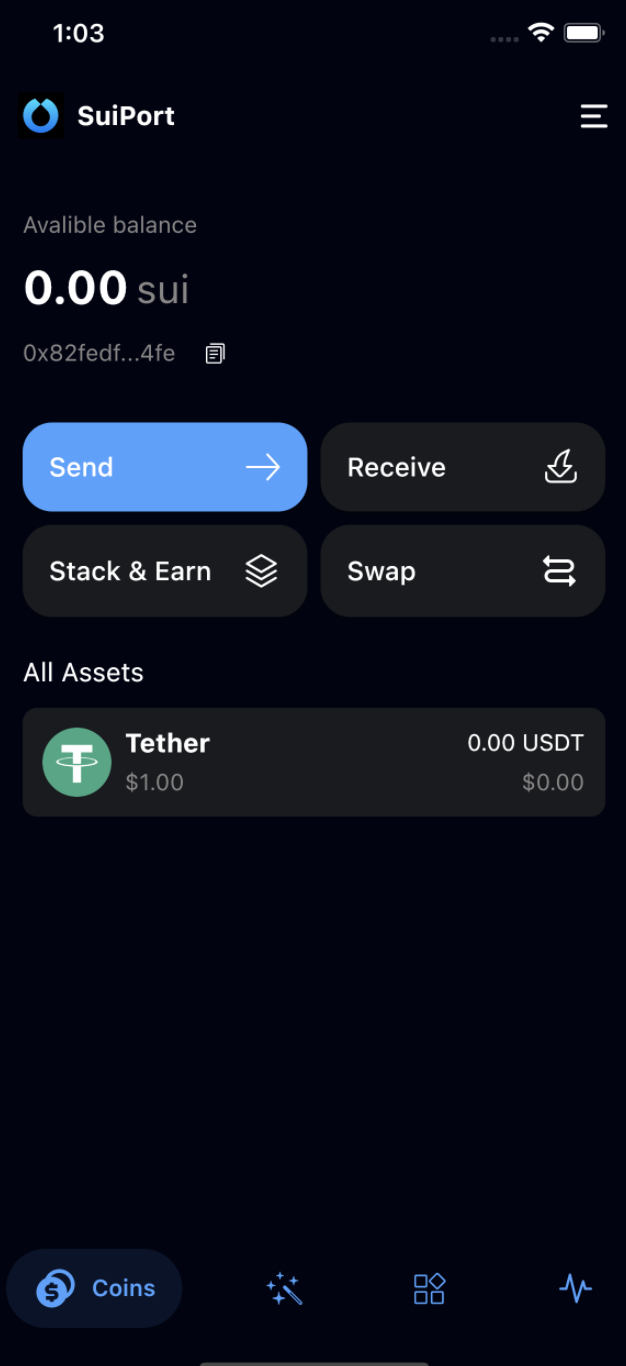 1:03
SuiPort
Avalible balance
0.00 sui
0x82fedf...4fe
Send
Receive
Stack & Earn
Swap
All Assets
Tether
0.00 USDT
$1.00
$0.00
Coins